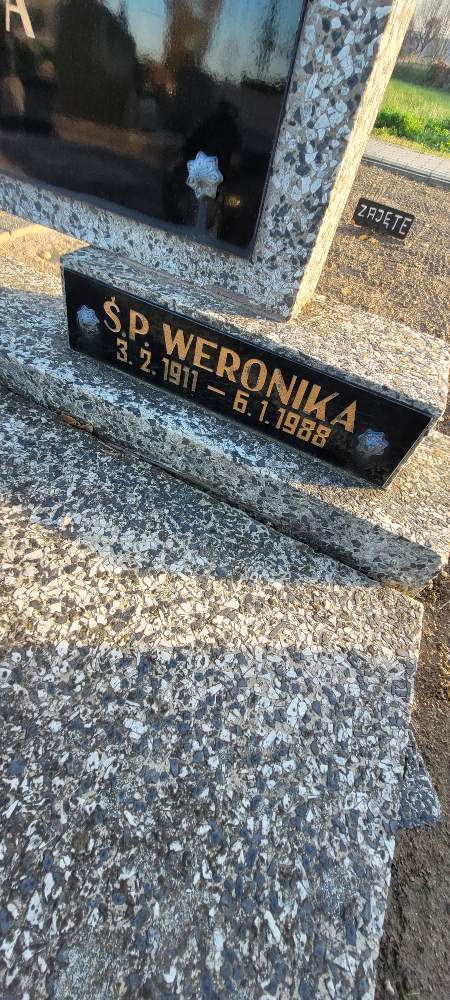 A
ZAJĘTE
Ś.P. WERONIKA
3.2.1911 – 6.1.1988